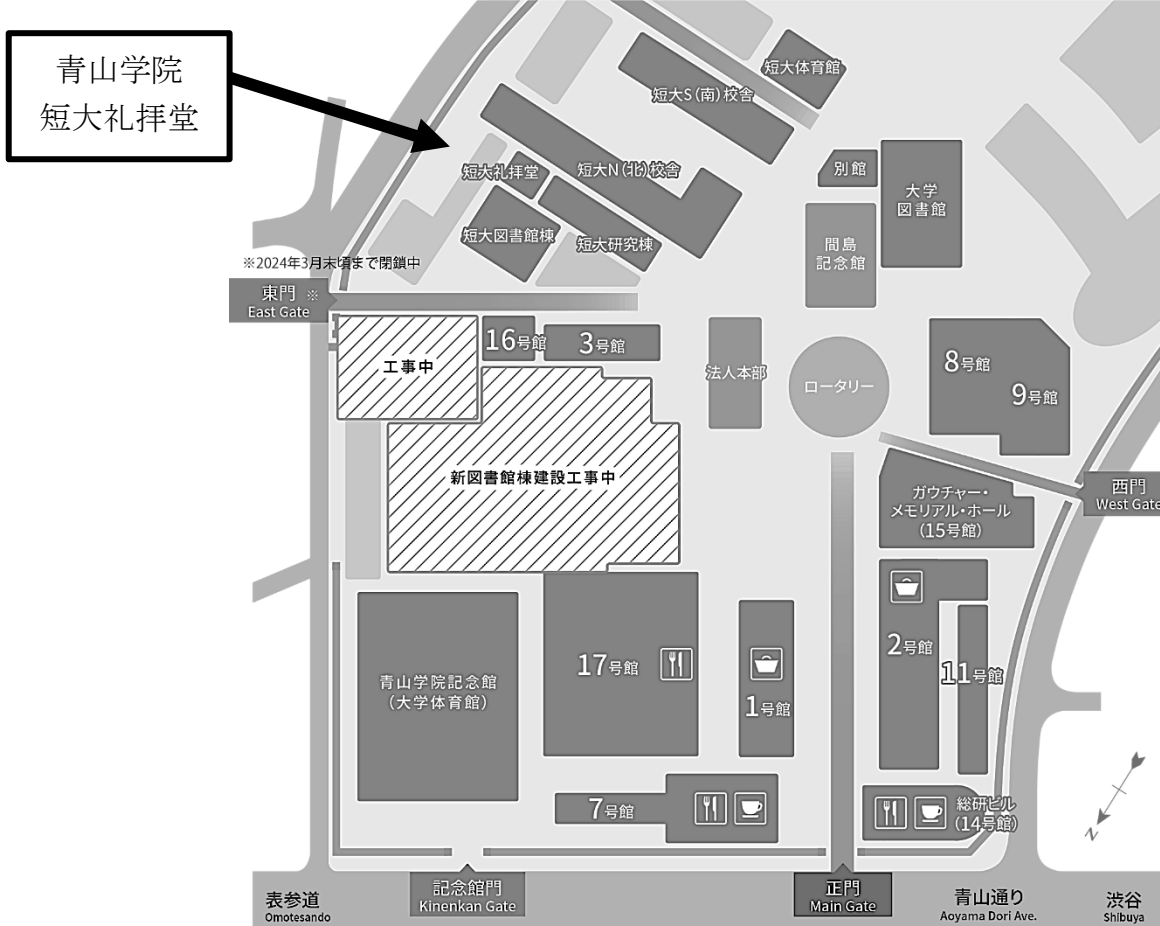 青山学院
短大礼拝堂
短大体育館
短大S(南)校舎
短大礼拝堂
短大N(北)校舎
別館
大学
図書館
短大図書館棟
短大研究棟
間島
記念館
※2024年3月末頃まで閉鎖中
東門 ※
East Gate
16号館
3号館
工事中
法人本部
ロータリー
8号館
9号館
新図書館棟建設工事中
ガウチャー・
メモリアル・ホール
(15号館)
西門
West Gate
2号館
11号館
17号館
青山学院記念館
(大学体育館)
1号館
7号館
総研ビル
(14号館)
N
表参道
Omotesando
記念館門
Kinenkan Gate
正門
Main Gate
青山通り
Aoyama Dori Ave.
渋谷
Shibuya